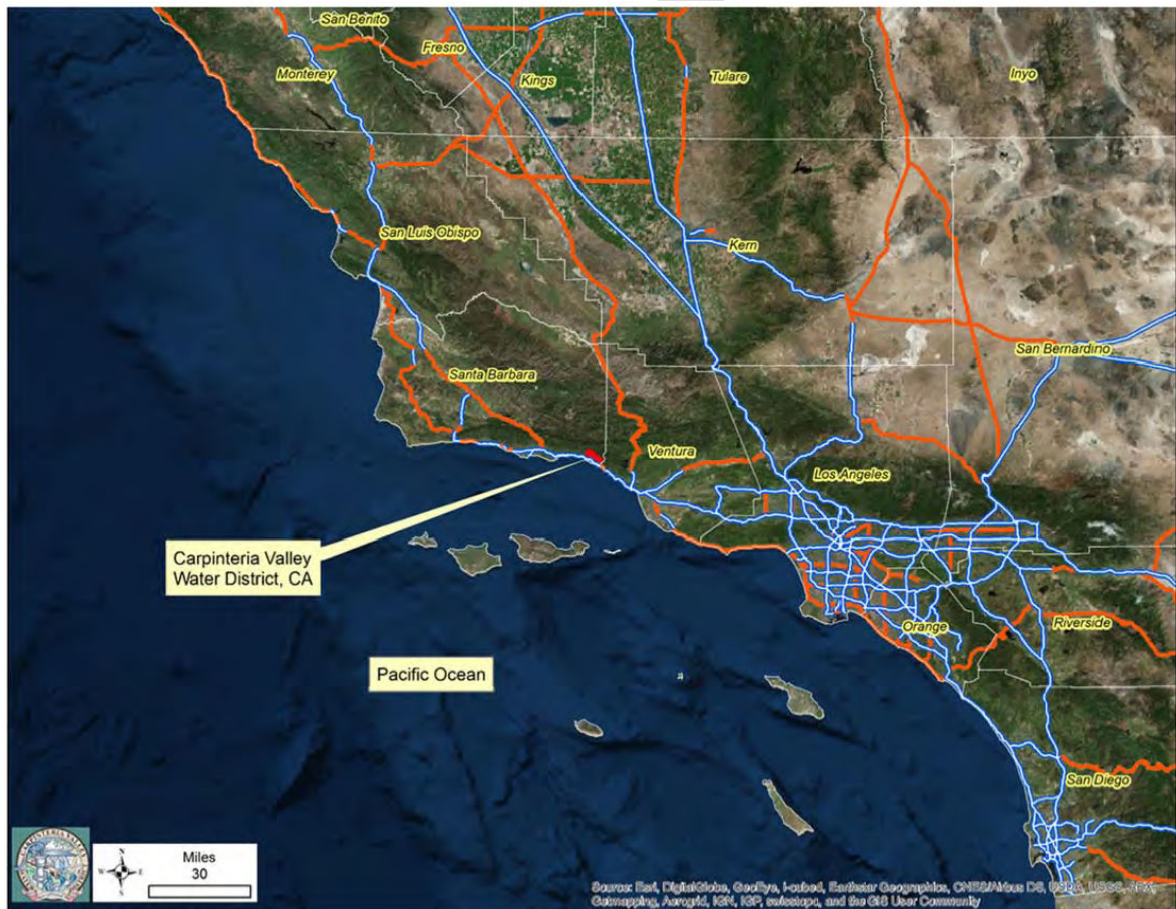 San Benito
Fresno
Monterey
Kings
Tulare
Inyo
San Luis Obispo
Kern
San Bernardino
Santa Barbara
Ventura
Los Angeles
Carpinteria Valley
Water District, CA
Orange
Riverside
Pacific Ocean
San Diego
CARPINTERIA VALLEY
N
W
E
S
Miles
30
Source: Esri, DigitalGlobe, GeoEye, i-cubed, Earthstar Geographics, CNES/Airbus DS, USDA, USGS, AEX,
Getmapping, Aerogrid, IGN, IGP, swisstopo, and the GIS User Community